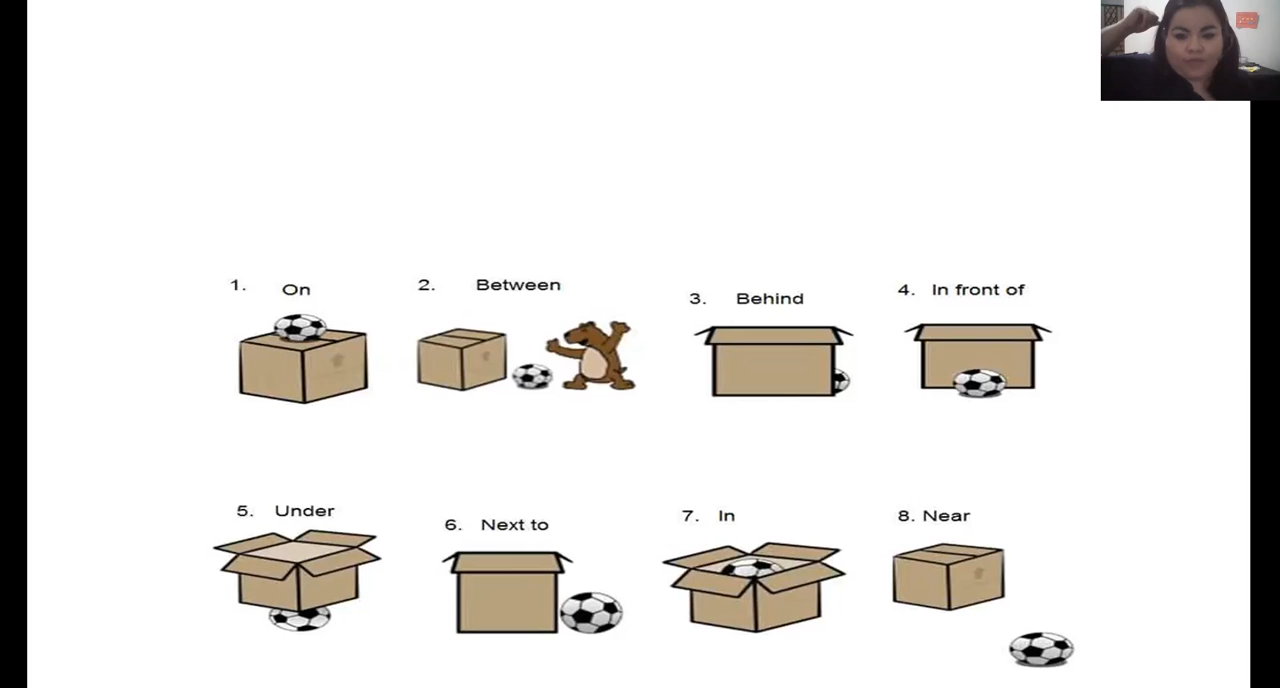 1. On
2. Between
3. Behind
4. In front of
5. Under
6. Next to
7. In
8. Near